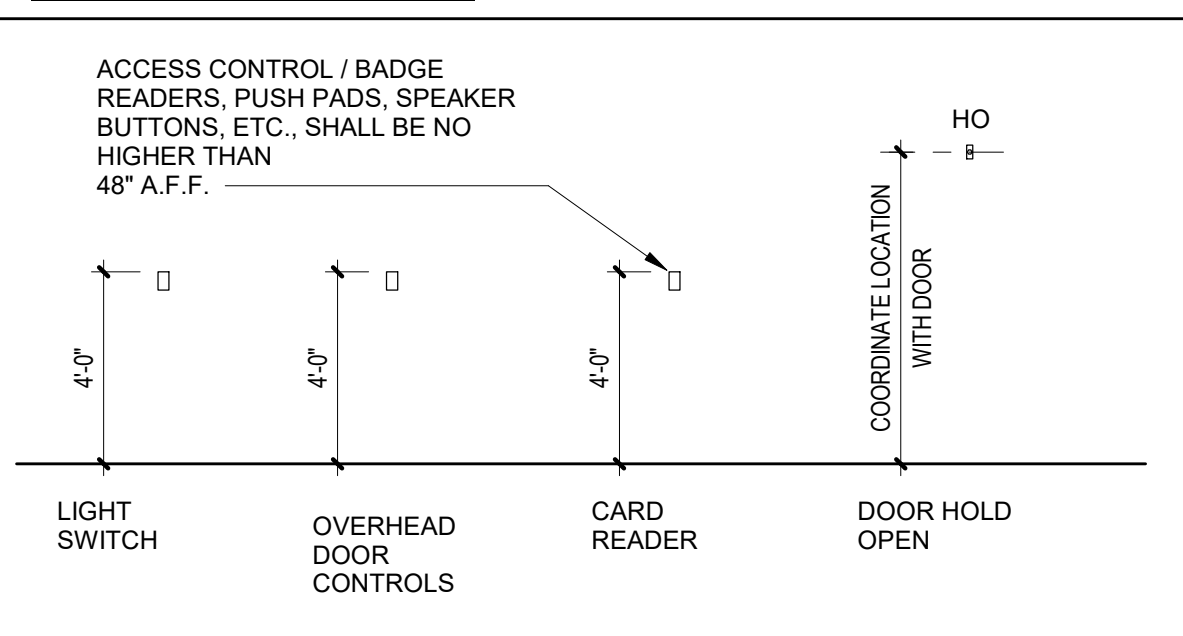 ACCESS CONTROL / BADGE
READERS, PUSH PADS, SPEAKER
BUTTONS, ETC., SHALL BE NO
HIGHER THAN
48" A.F.F.
HO
4'-0"
4'-0"
4'-0"
COORDINATE LOCATION
WITH DOOR
LIGHT
SWITCH
OVERHEAD
DOOR
CONTROLS
CARD
READER
DOOR HOLD
OPEN